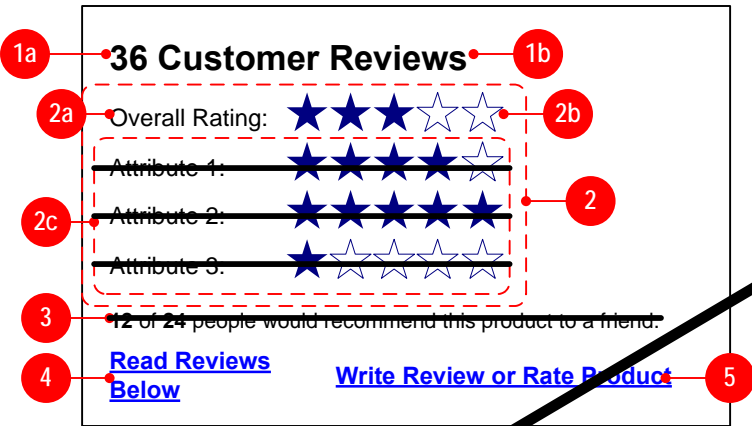 1a 36 Customer Reviews 1b
2a Overall Rating: 2b
Attribute 1:
2
2c Attribute 2:
Attribute 3:
3 12 of 24 people would recommend this product to a friend.
4 Read Reviews
Below
Write Review or Rate Product 5